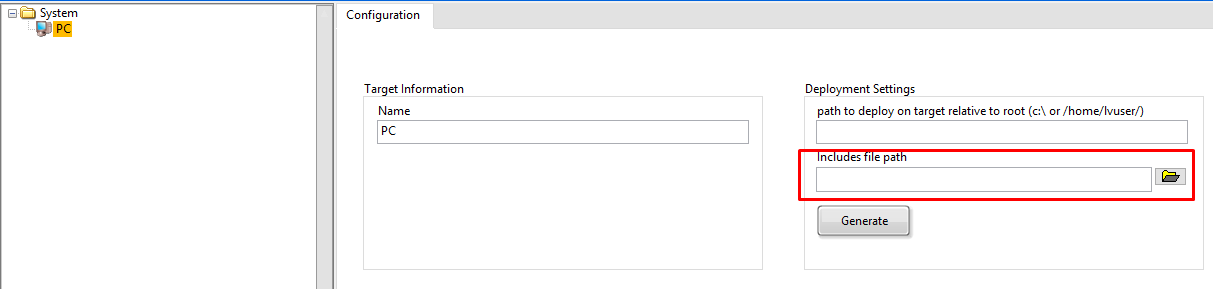 System
PC
Configuration
Target Information
Name
PC
Deployment Settings
path to deploy on target relative to root (c:\ or /home/lvuser/)
Includes file path
Generate